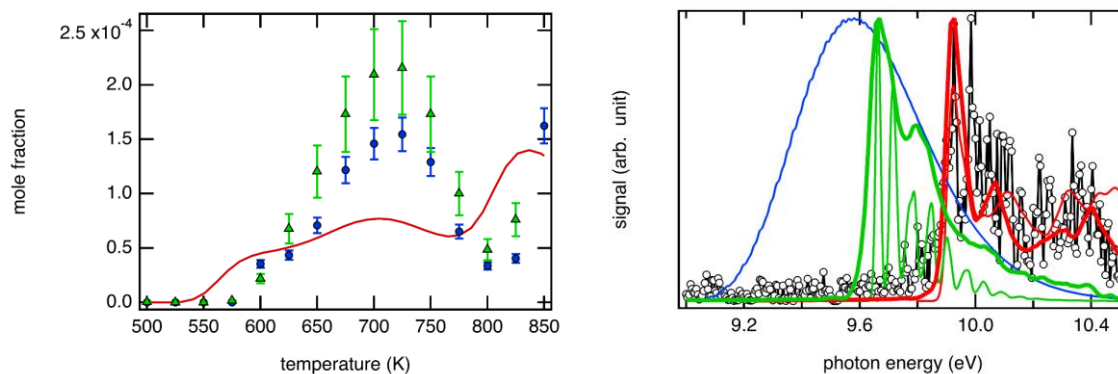 2.5 x10⁻⁴
2.0
1.5
1.0
0.5
0.0
mole fraction
500 550 600 650 700 750 800 850
temperature (K)
signal (arb. unit)
9.2 9.6 10.0 10.4
photon energy (eV)